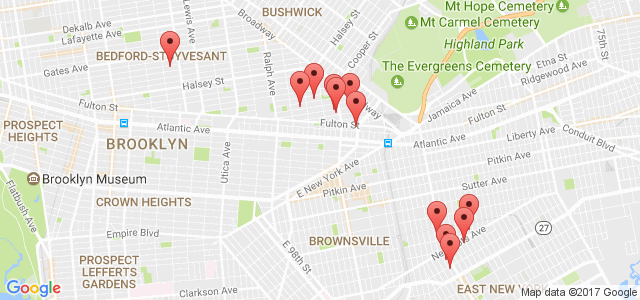 Dekalb Ave
Lafayette Ave
Lewis Ave
Broadway
BUSHWICK
Halsey St
Cooper St
Mt Hope Cemetery
Mt Carmel Cemetery
Highland Park
75th St
Etna St
Ridgewood Ave
Gates Ave
BEDFORD-STUYVESANT
Halsey St
Ralph Ave
The Evergreens Cemetery
Jamaica Ave
Fulton St
Fulton St
Fulton St
Atlantic Ave
Atlantic Ave
Liberty Ave
Conduit Blvd
PROSPECT
HEIGHTS
BROOKLYN
Utica Ave
E New York Ave
Pitkin Ave
Pitkin Ave
Sutter Ave
Brooklyn Museum
CROWN HEIGHTS
Flatbush Ave
Empire Blvd
E 98th St
BROWNSVILLE
27
PROSPECT
LEFFERTS
GARDENS
Clarkson Ave
EAST NEW
Google
Map data ©2017 Google